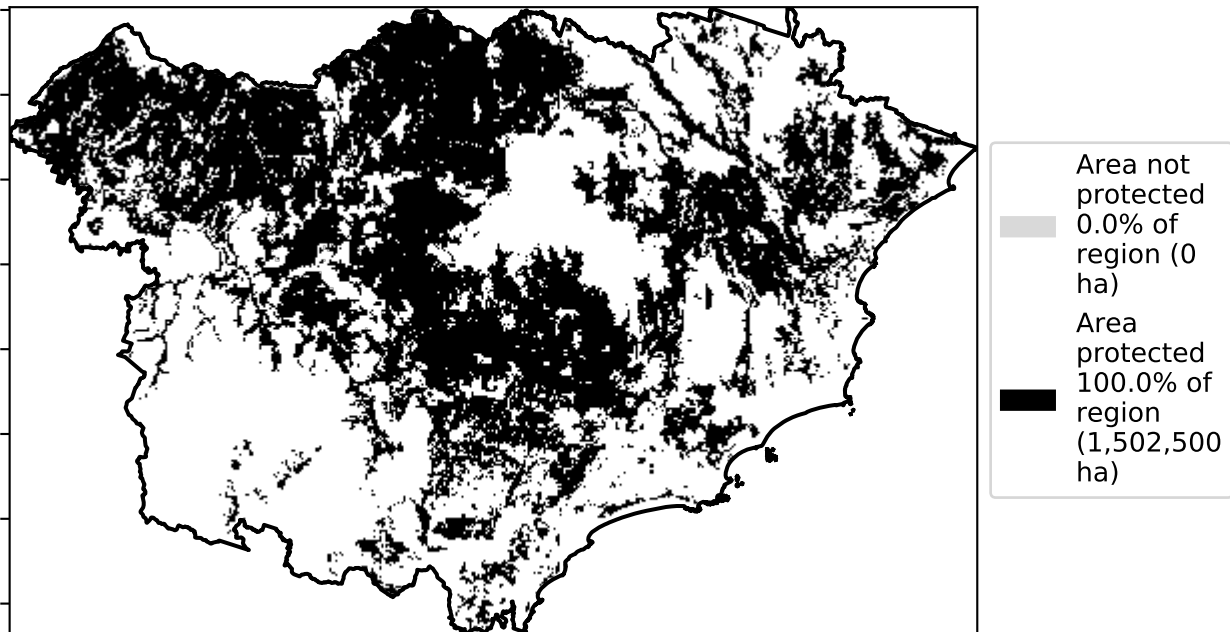 Area not
protected
0.0% of
region (0
ha)
Area
protected
100.0% of
region
(1,502,500
ha)